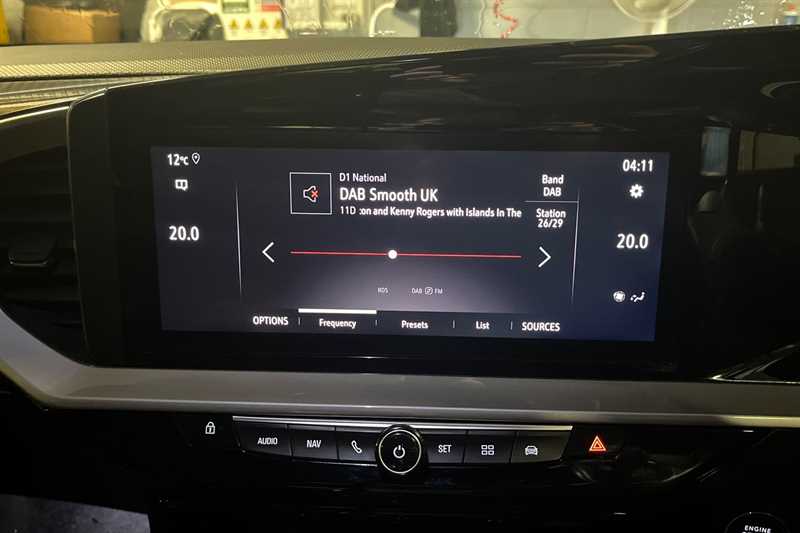 12°C
04:11
D1 National
DAB Smooth UK
11D :on and Kenny Rogers with Islands In The
Band
DAB
Station
26/29
20.0
20.0
RDS DAB FM
OPTIONS Frequency Presets List SOURCES
AUDIO NAV SET
ENGINE